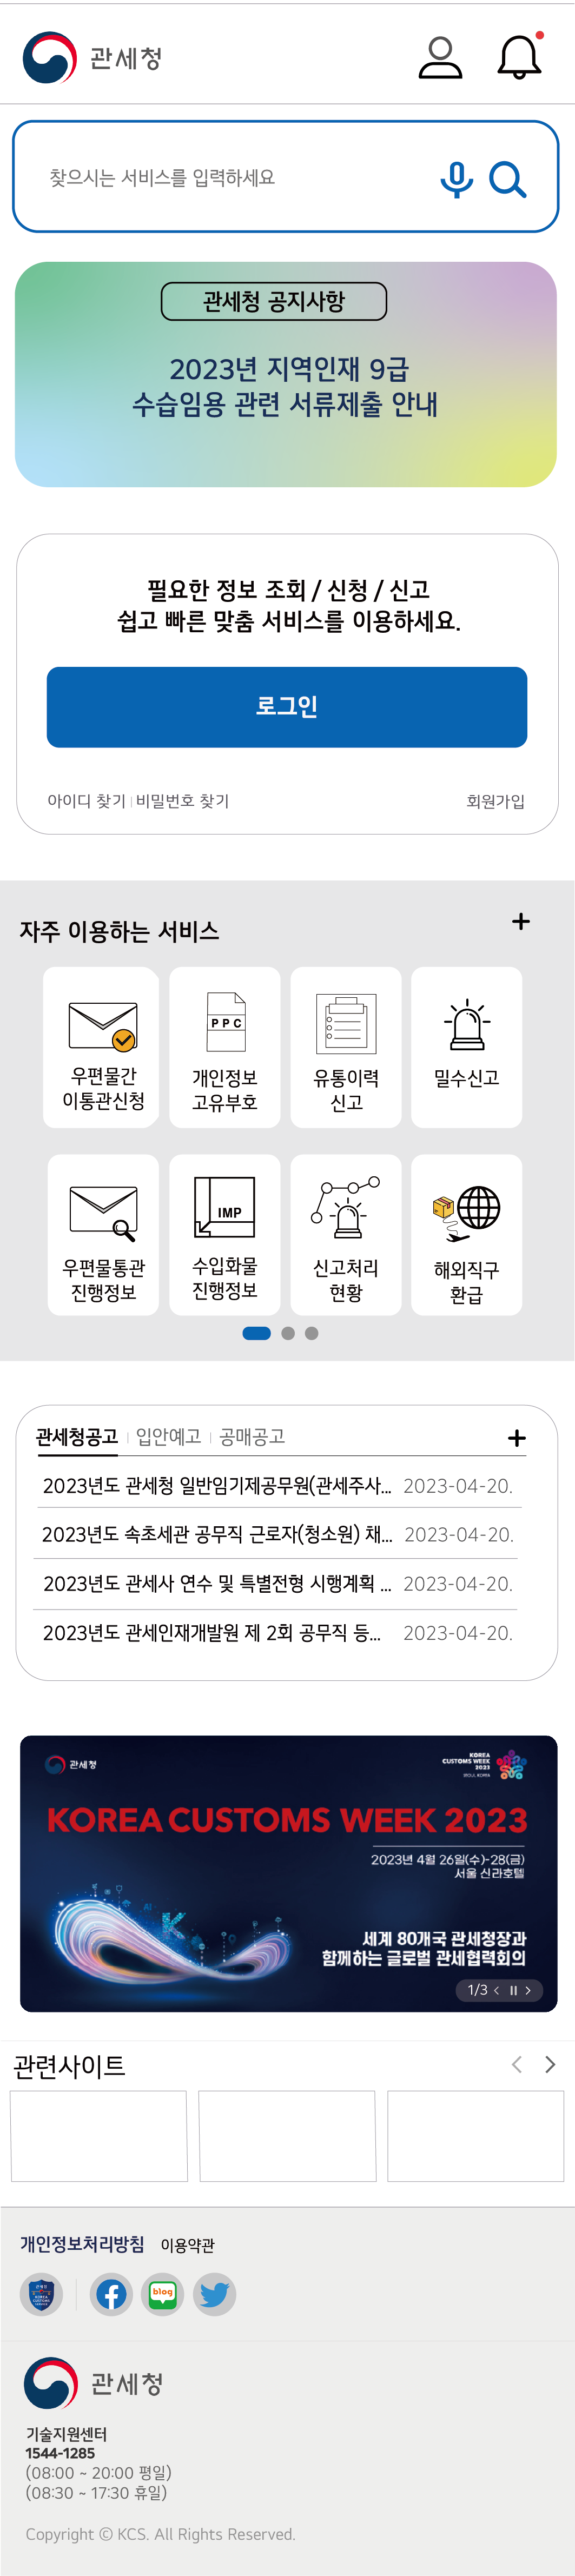 관세청
찾으시는 서비스를 입력하세요
관세청 공지사항
2023년 지역인재 9급
수습임용 관련 서류제출 안내
필요한 정보 조회 / 신청 / 신고
쉽고 빠른 맞춤 서비스를 이용하세요.
로그인
아이디 찾기 | 비밀번호 찾기 회원가입
자주 이용하는 서비스
우편물간
이통관신청
PPC
개인정보
고유부호
유통이력
신고
밀수신고
우편물통관
진행정보
IMP
수입화물
진행정보
신고처리
현황
해외직구
환급
관세청공고 | 입안예고 | 공매공고
2023년도 관세청 일반임기제공무원(관세주사... 2023-04-20.
2023년도 속초세관 공무직 근로자(청소원) 채... 2023-04-20.
2023년도 관세사 연수 및 특별전형 시행계획 ... 2023-04-20.
2023년도 관세인재개발원 제 2회 공무직 등... 2023-04-20.
관세청
KOREA
CUSTOMS WEEK
2023
SEOUL KOREA
KOREA CUSTOMS WEEK 2023
2023년 4월 26일(수)-28(금)
서울 신라호텔
세계 80개국 관세청장과
함께하는 글로벌 관세협력회의
1/3
관련사이트
개인정보처리방침 이용약관
blog
관세청
기술지원센터
1544-1285
(08:00 ~ 20:00 평일)
(08:30 ~ 17:30 휴일)
Copyright © KCS. All Rights Reserved.